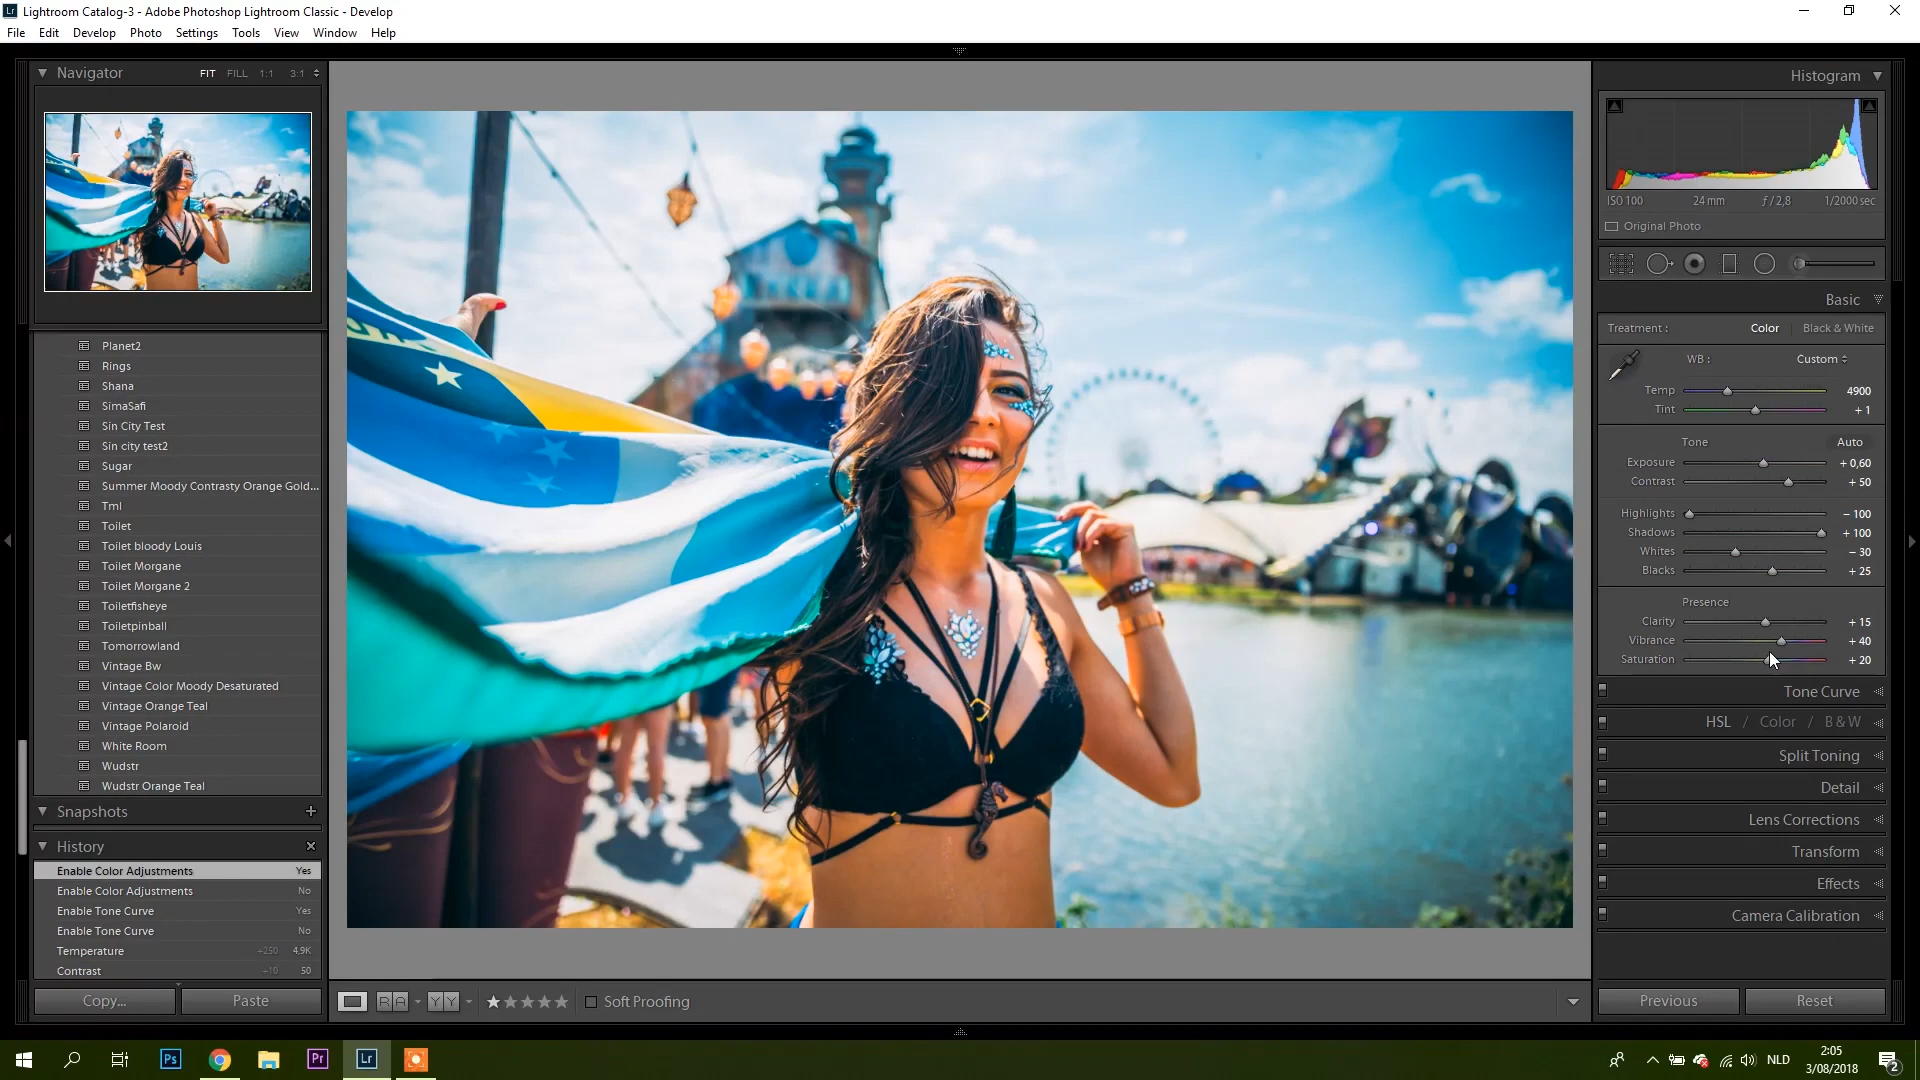 Lightroom Catalog-3 - Adobe Photoshop Lightroom Classic - Develop
File Edit Develop Photo Settings Tools View Window Help
Navigator FIT FILL 1:1 3:1
Planet2
Rings
Shana
SimaSafi
Sin City Test
Sin city test2
Sugar
Summer Moody Contrasty Orange Gold...
Tml
Toilet
Toilet bloody Louis
Toilet Morgane
Toilet Morgane 2
Toiletfisheye
Toiletpinball
Tomorrowland
Vintage Bw
Vintage Color Moody Desaturated
Vintage Orange Teal
Vintage Polaroid
White Room
Wudstr
Wudstr Orange Teal
Snapshots +
History
Enable Color Adjustments Yes
Enable Color Adjustments No
Enable Tone Curve Yes
Enable Tone Curve No
Temperature +250 4,9K
Contrast +10 50
Copy... Paste
R A Y Y Soft Proofing
Histogram
ISO 100 24 mm ƒ / 2,8 1/2000 sec
Original Photo
Basic
Treatment : Color Black & White
WB : Custom
Temp 4900
Tint + 1
Tone Auto
Exposure + 0,60
Contrast + 50
Highlights – 100
Shadows + 100
Whites – 30
Blacks + 25
Presence
Clarity + 15
Vibrance + 40
Saturation + 20
Tone Curve
HSL / Color / B & W
Split Toning
Detail
Lens Corrections
Transform
Effects
Camera Calibration
Previous Reset
Ps Pr Lr NLD 2:05
3/08/2018 2